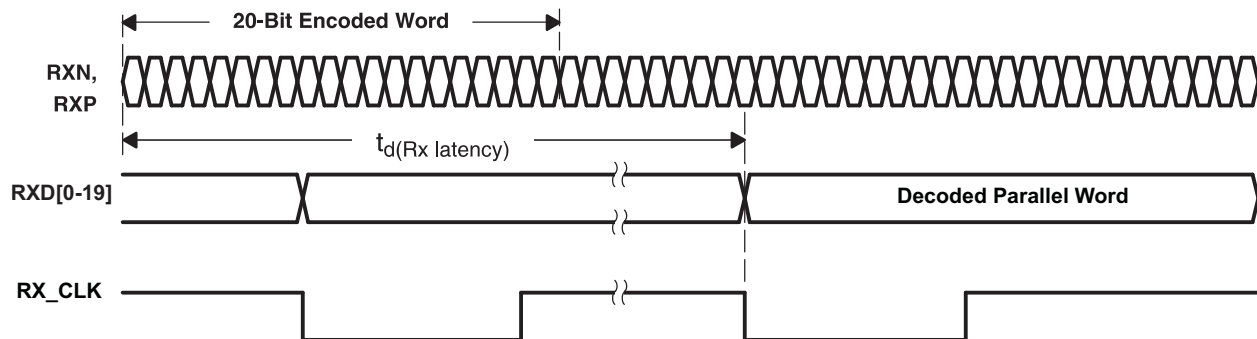 20-Bit Encoded Word
RXN,
RXP
td(Rx latency)
RXD[0-19]
Decoded Parallel Word
RX_CLK